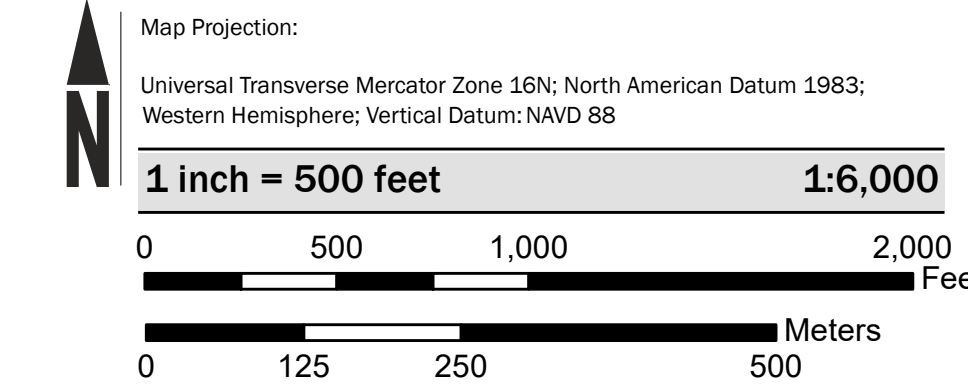 Map Projection:
Universal Transverse Mercator Zone 16N; North American Datum 1983;
Western Hemisphere; Vertical Datum: NAVD 88
N
1 inch = 500 feet 1:6,000
0 500 1,000 2,000
Fee
Meters
0 125 250 500